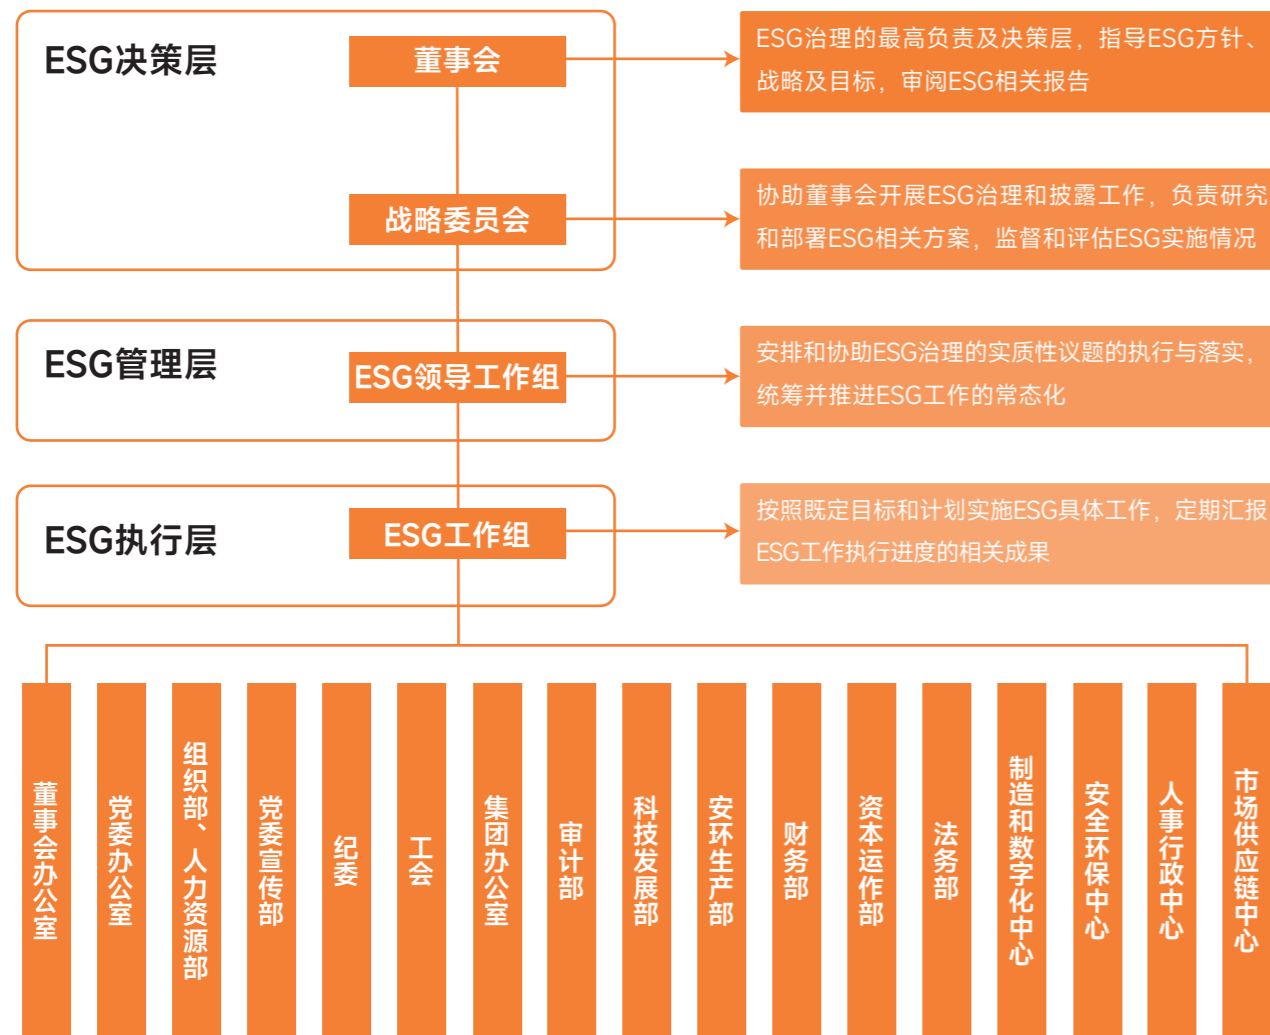 ESG决策层
董事会
ESG治理的最高负责及决策层，指导ESG方针、
战略及目标，审阅ESG相关报告
战略委员会
协助董事会开展ESG治理和披露工作，负责研究
和部署ESG相关方案，监督和评估ESG实施情况
ESG管理层
ESG领导工作组
安排和协助ESG治理的实质性议题的执行与落实，
统筹并推进ESG工作的常态化
ESG执行层
ESG工作组
按照既定目标和计划实施ESG具体工作，定期汇报
ESG工作执行进度的相关成果
董事会办公室
党委办公室
组织部、人力资源部
党委宣传部
纪委
工会
集团办公室
审计部
科技发展部
安环生产部
财务部
资本运作部
法务部
制造和数字化中心
安全环保中心
人事行政中心
市场供应链中心